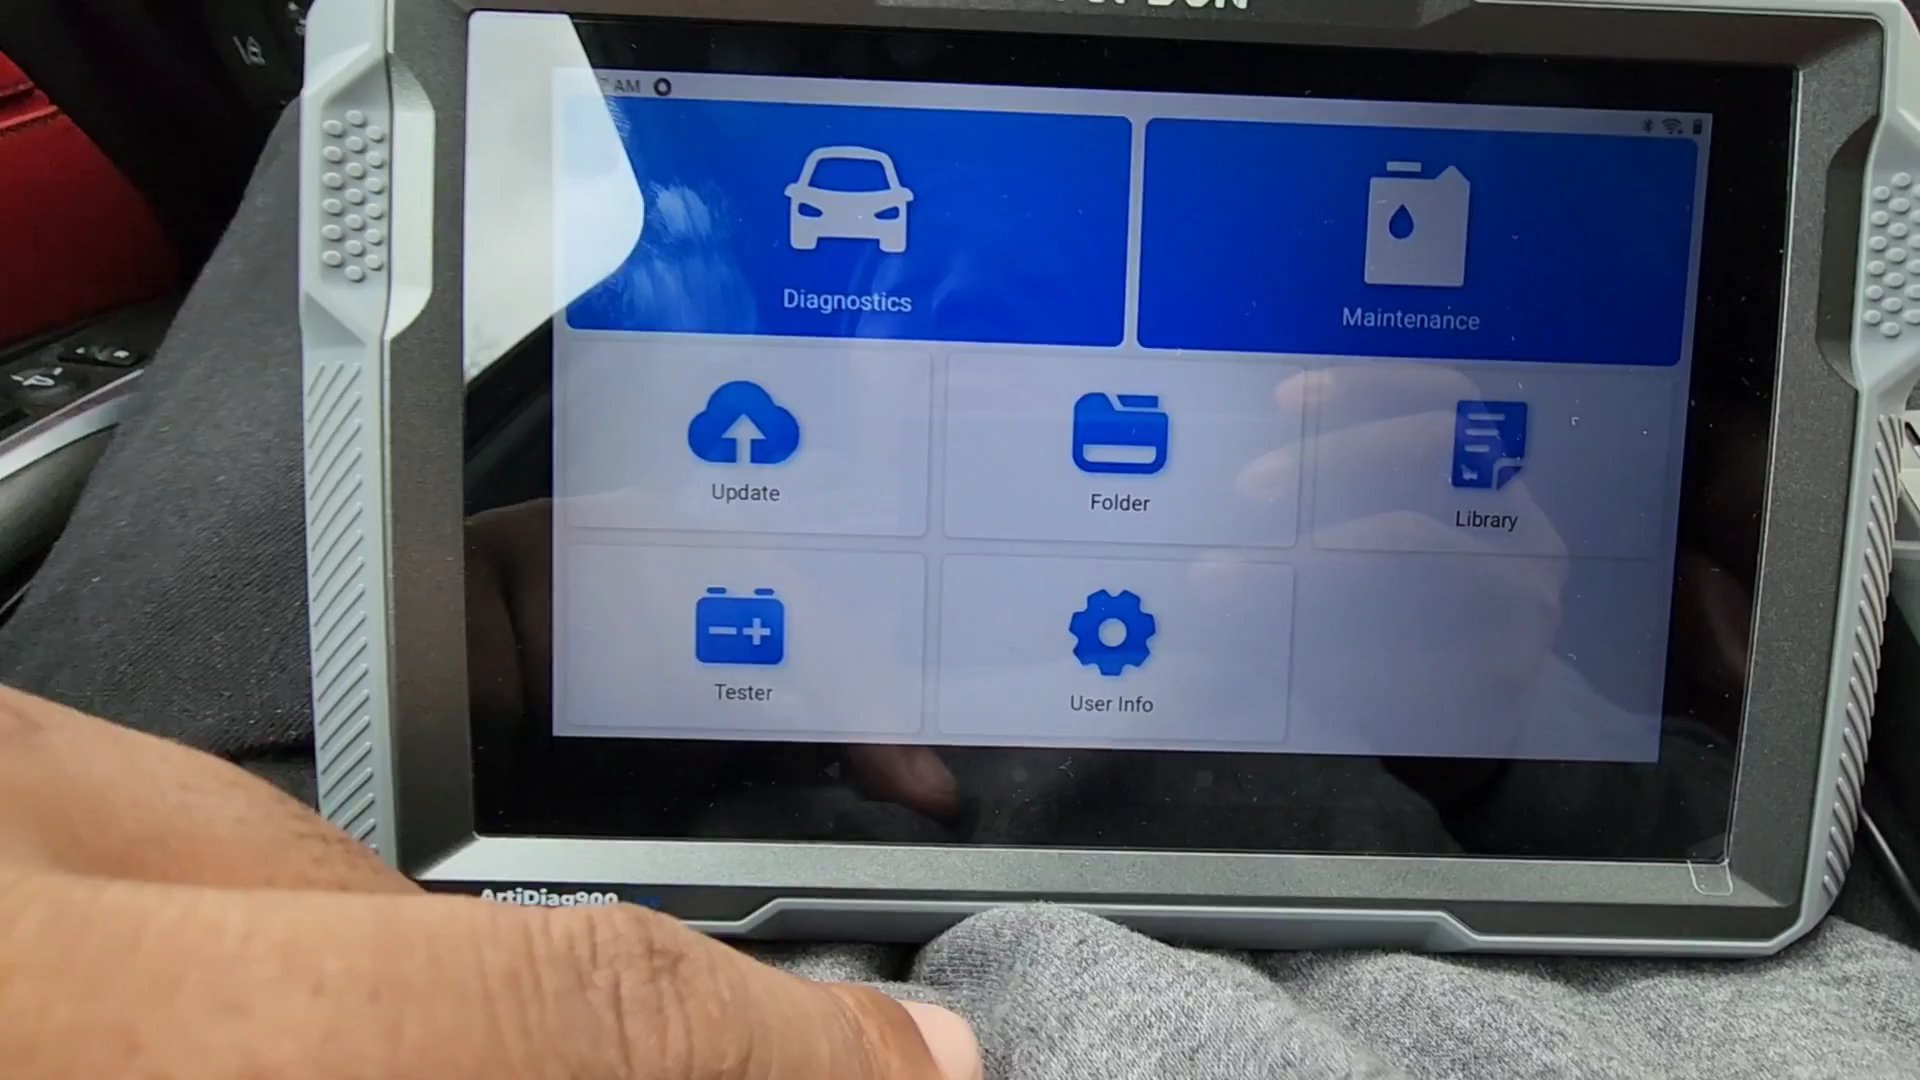 AM
Diagnostics
Maintenance
Update
Folder
Library
Tester
User Info
ArtiDiag900